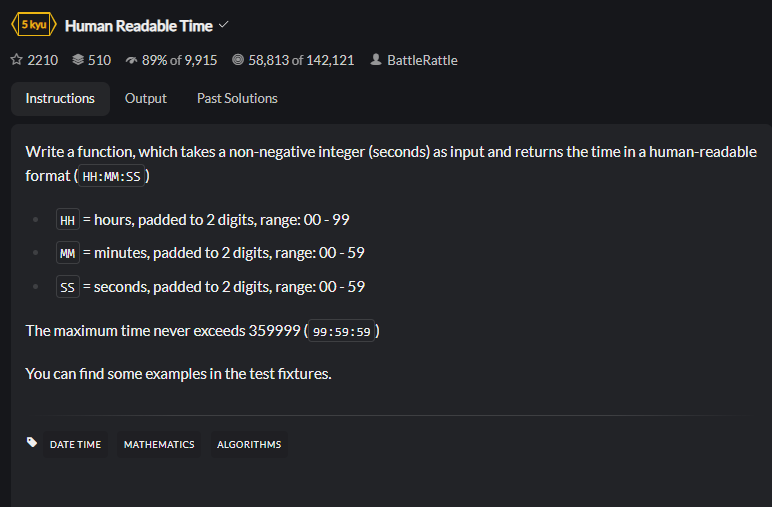 5 kyu Human Readable Time
2210 510 89% of 9,915 58,813 of 142,121 BattleRattle
Instructions Output Past Solutions
Write a function, which takes a non-negative integer (seconds) as input and returns the time in a human-readable
format (HH:MM:SS)
HH = hours, padded to 2 digits, range: 00 - 99
MM = minutes, padded to 2 digits, range: 00 - 59
SS = seconds, padded to 2 digits, range: 00 - 59
The maximum time never exceeds 359999 (99:59:59)
You can find some examples in the test fixtures.
DATE TIME MATHEMATICS ALGORITHMS